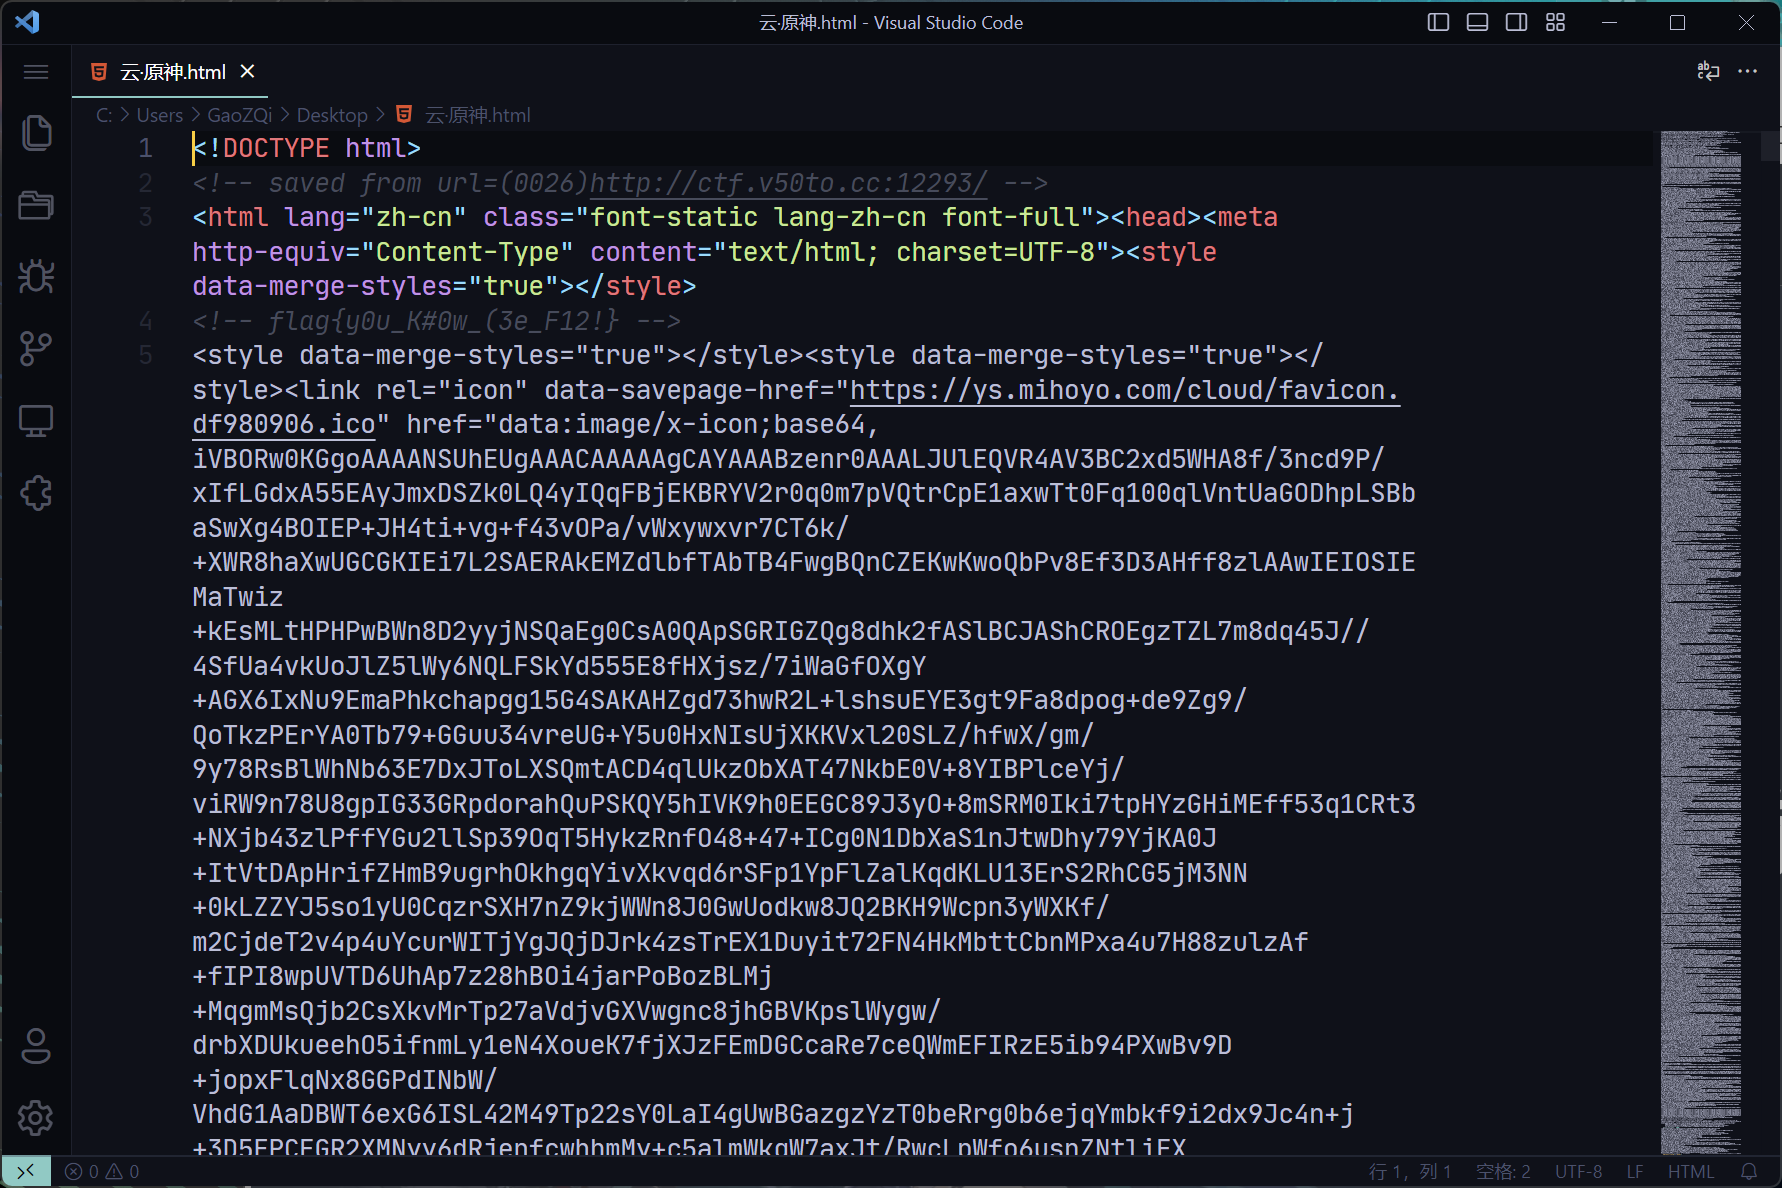 云·原神.html - Visual Studio Code
云·原神.html
C: > Users > GaoZQi > Desktop > 云·原神.html
1 <!DOCTYPE html>
2 <!-- saved from url=(0026)http://ctf.v50to.cc:12293/ -->
3 <html lang="zh-cn" class="font-static lang-zh-cn font-full"><head><meta
http-equiv="Content-Type" content="text/html; charset=UTF-8"><style
data-merge-styles="true"></style>
4 <!-- flag{y0u_K#0w_(3e_F12!} -->
5 <style data-merge-styles="true"></style><style data-merge-styles="true"></
style><link rel="icon" data-savepage-href="https://ys.mihoyo.com/cloud/favicon.
df980906.ico" href="data:image/x-icon;base64,
iVBORw0KGgoAAAANSUhEUgAAACAAAAAgCAYAAABzenr0AAALJUlEQVR4AV3BC2xd5WHA8f/3ncd9P/
xIfLGdxA55EAyJmxDSZk0LQ4yIQqFBjEKBRYV2r0q0m7pVQtrCpE1axwTt0Fq100qlVntUaGODhpLSBb
aSwXg4BOIEP+JH4ti+vg+f43vOPa/vWxywxvr7CT6k/
+XWR8haXwUGCGKIEi7L2SAERAkEMZdlbfTAbTB4FwgBQnCZEKwKwoQbPv8Ef3D3AHff8zlAAwIEIOSIE
MaTwiz
+kEsMLtHPHPwBWn8D2yyjNSQaEg0CsA0QApSGRIGZQg8dhk2fASlBCJAShCROEgzTZL7m8dq45J//
4SfUa4vkUoJlZ5lWy6NQLFSkYd555E8fHXjsz/7iWaGfOXgY
+AGX6IxNu9EmaPhkchapgg15G4SAKAHZgd73hwR2L+lshsuEYE3gt9Fa8dpog+de9Zg9/
QoTkzPErYA0Tb79+GGuu34vreUG+Y5u0HxNIsUjXKKVxl20SLZ/hfwX/gm/
9y78RsBlWhNb63E7DxJToLXSQmtACD4qlUkzObXAT47NkbE0V+8YIBPlceYj/
viRW9n78U8gpIG33GRpdorahQuPSKQY5hIVK9h0EEGC89J3yO+8mSRM0Iki7tpHYzGHiMEff53q1CRt3
+NXjb43zlPffYGu2llSp39OqT5HykzRnfO48+47+ICg0N1DbXaS1nJtwDhy79YjKA0J
+ItVtDApHrifZHmB9ugrhOkhgqYivXkvqd6rSFp1YpFlZalKqdKLU13ErS2RhCG5jM3NN
+0kLZZYJ5so1yU0CqzrSXH7nZ9kjWWn8J0GwUodkw8JQ2BKH9Wcpn3yWXKf/
m2CjdeT2v4p4uYcurWITjYgJQjDJrk4zsTrEX1Duyit72FN4HkMbttCbnMPxa4u7H88zulzAf
+fIPI8wpUVTD6UhAp7z28hBOi4jarPoBozBLMj
+MqgmMsQjb2CsXkvMrTp27aVdjvGXVwgnc8jhGBVKpslWygw/
drbXDUkueehO5ifnmLy1eN4XoueK7fjXJzFEmDGCcaRe7ceQWmEFIRzE5ib94PXwBv9D
+jopxFlqNx8GGPdINbW/
VhdG1AaDBWT6exG6ISL42M49Tp22sY0LaI4gUwBGazgzYzT0beRrg0b6ejqYmbkf9i2dx9Jc4n+j
0 0
行 1，列 1 空格: 2 UTF-8 LF HTML